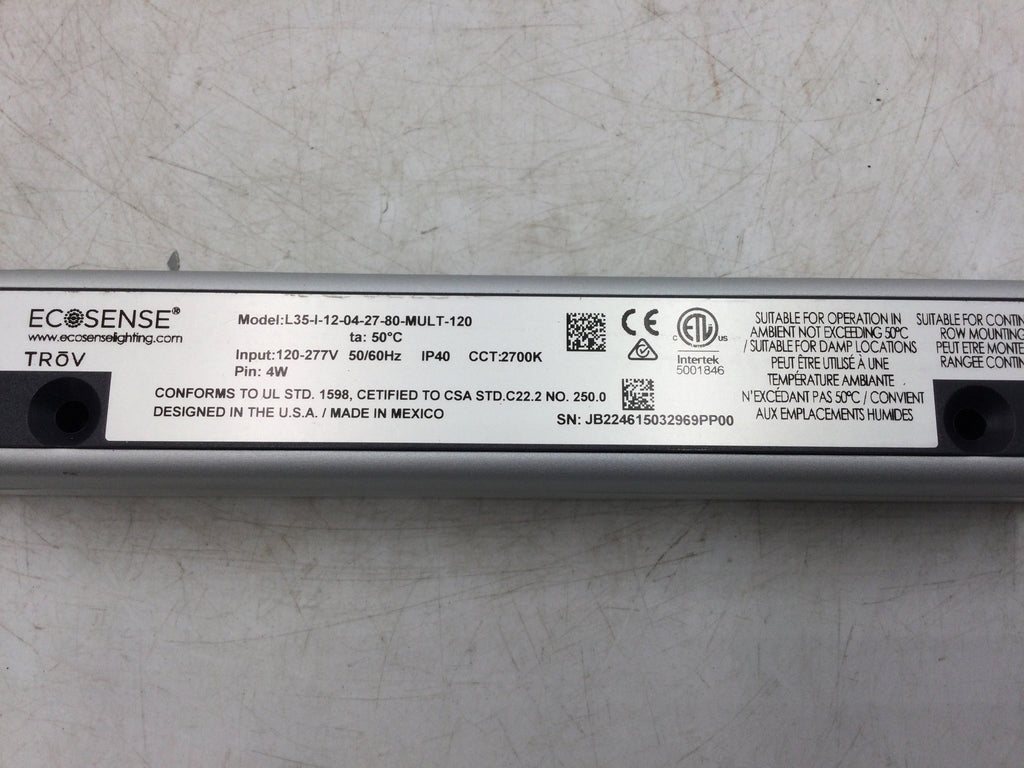 ECOSENSE®
www.ecosenselighting.com
TRŌV
Model:L35-I-12-04-27-80-MULT-120
ta: 50°C
Input:120-277V 50/60Hz IP40 CCT:2700K
Pin: 4W
CONFORMS TO UL STD. 1598, CETIFIED TO CSA STD.C22.2 NO. 250.0
DESIGNED IN THE U.S.A. / MADE IN MEXICO
CE
ETL
C US
Intertek
5001846
SN: JB224615032969PP00
SUITABLE FOR OPERATION IN
AMBIENT NOT EXCEEDING 50°C
/ SUITABLE FOR DAMP LOCATIONS
PEUT ÊTRE UTILISÉ À UNE
TEMPÉRATURE AMBIANTE
N'EXCÉDANT PAS 50°C / CONVIENT
AUX EMPLACEMENTS HUMIDES
SUITABLE FOR CONTIN
ROW MOUNTING
PEUT ETRE MONTE
RANGEE CONTIN